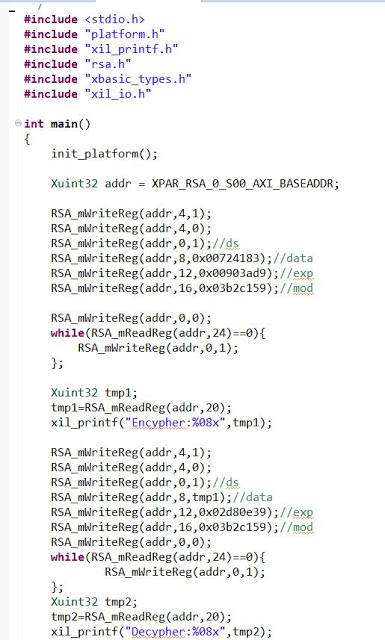 */
#include <stdio.h>
#include "platform.h"
#include "xil_printf.h"
#include "rsa.h"
#include "xbasic_types.h"
#include "xil_io.h"
int main()
{
init_platform();
Xuint32 addr = XPAR_RSA_0_S00_AXI_BASEADDR;
RSA_mWriteReg(addr,4,1);
RSA_mWriteReg(addr,4,0);
RSA_mWriteReg(addr,0,1);//ds
RSA_mWriteReg(addr,8,0x00724183);//data
RSA_mWriteReg(addr,12,0x00903ad9);//exp
RSA_mWriteReg(addr,16,0x03b2c159);//mod
RSA_mWriteReg(addr,0,0);
while(RSA_mReadReg(addr,24)==0){
RSA_mWriteReg(addr,0,1);
};
Xuint32 tmp1;
tmp1=RSA_mReadReg(addr,20);
xil_printf("Encypher:%08x",tmp1);
RSA_mWriteReg(addr,4,1);
RSA_mWriteReg(addr,4,0);
RSA_mWriteReg(addr,0,1);//ds
RSA_mWriteReg(addr,8,tmp1);//data
RSA_mWriteReg(addr,12,0x02d80e39);//exp
RSA_mWriteReg(addr,16,0x03b2c159);//mod
RSA_mWriteReg(addr,0,0);
while(RSA_mReadReg(addr,24)==0){
RSA_mWriteReg(addr,0,1);
};
Xuint32 tmp2;
tmp2=RSA_mReadReg(addr,20);
xil_printf("Decypher:%08x",tmp2);